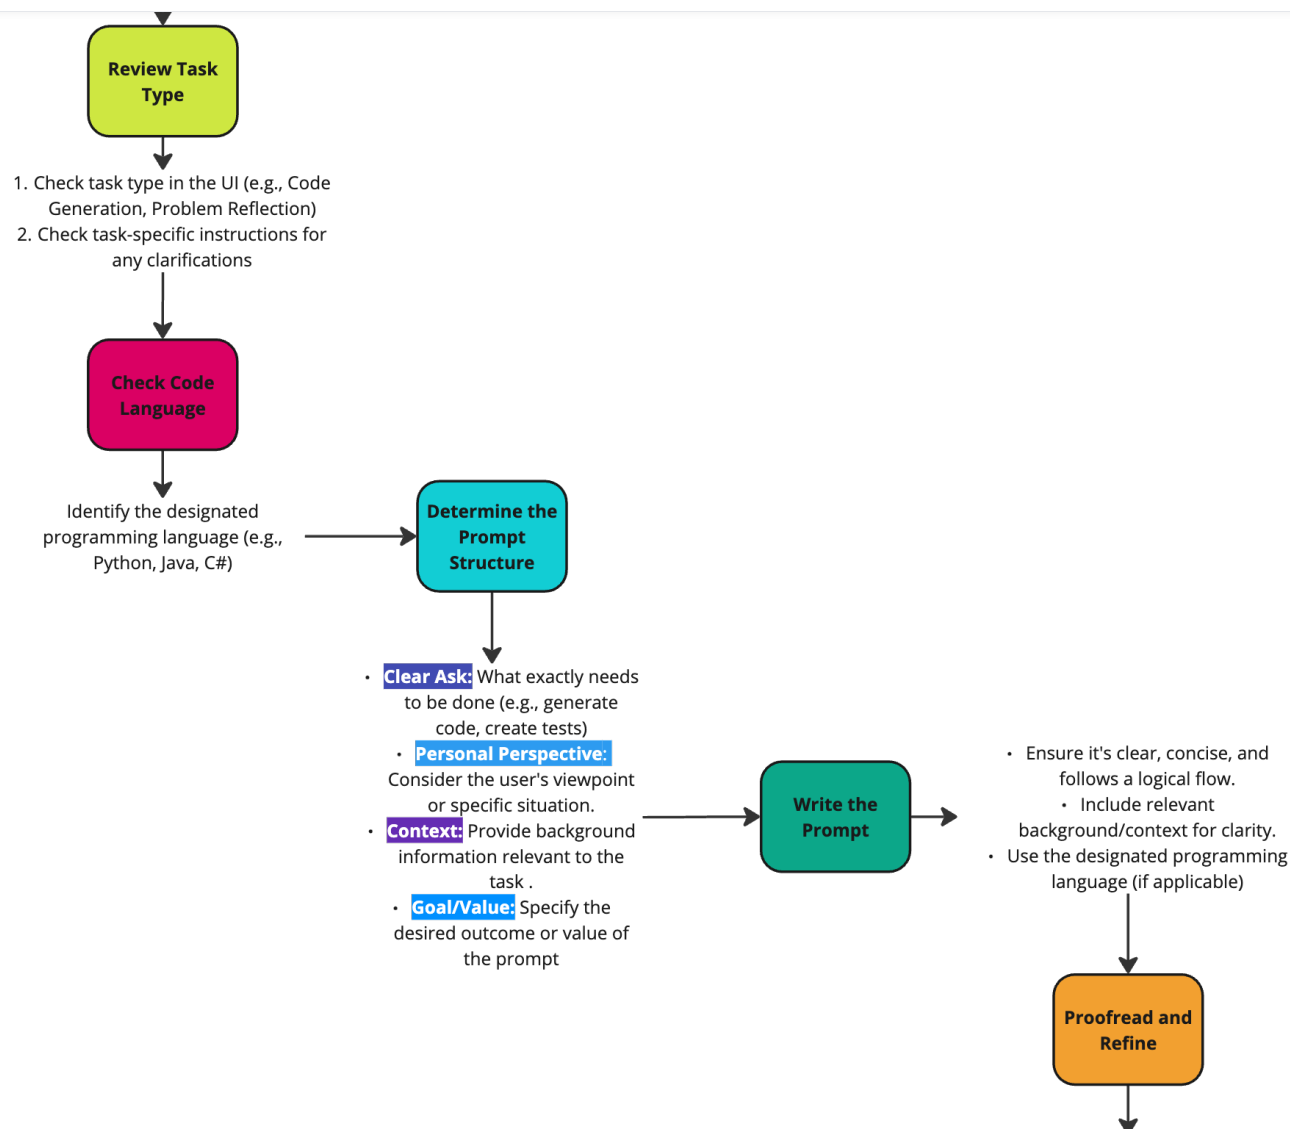 Review Task
Type
1. Check task type in the UI (e.g., Code
Generation, Problem Reflection)
2. Check task-specific instructions for
any clarifications
Check Code
Language
Identify the designated
programming language (e.g.,
Python, Java, C#)
Determine the
Prompt
Structure
• Clear Ask: What exactly needs
to be done (e.g., generate
code, create tests)
• Personal Perspective:
Consider the user's viewpoint
or specific situation.
• Context: Provide background
information relevant to the
task .
• Goal/Value: Specify the
desired outcome or value of
the prompt
Write the
Prompt
• Ensure it's clear, concise, and
follows a logical flow.
• Include relevant
background/context for clarity.
• Use the designated programming
language (if applicable)
Proofread and
Refine